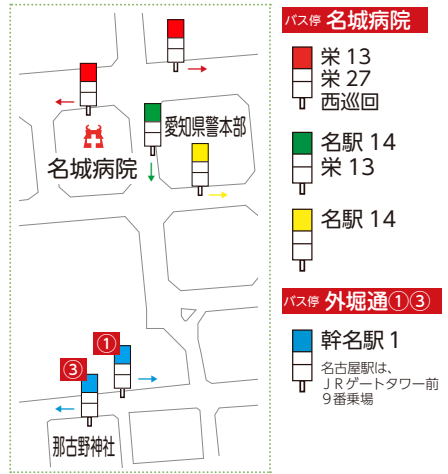 名城病院
愛知県警本部
①
③
那古野神社
バス停 名城病院
栄 13
栄 27
西巡回
名駅 14
栄 13
名駅 14
バス停 外堀通①③
幹名駅 1
名古屋駅は、
ＪＲゲートタワー前
９番乗場